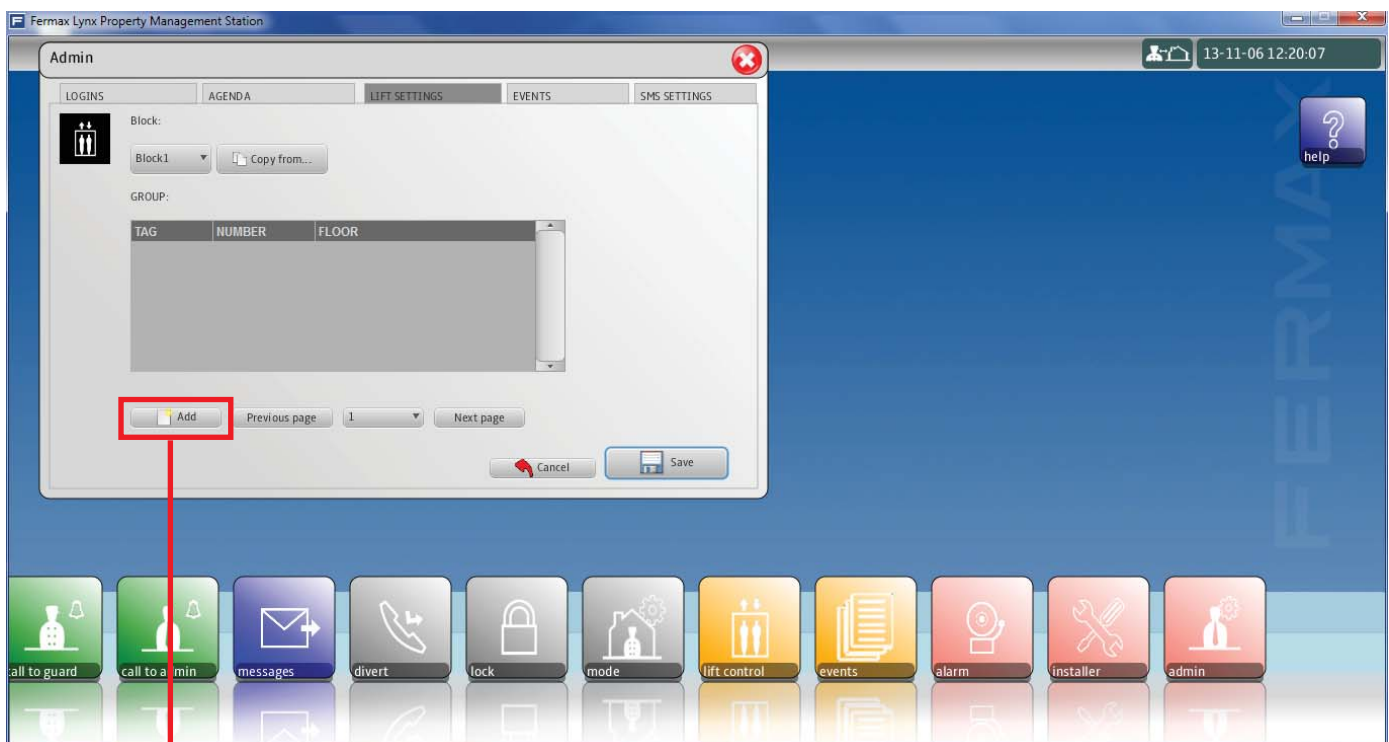 Fermax Lynx Property Management Station
Admin
13-11-06 12:20:07
LOGINS AGENDA LIFT SETTINGS EVENTS SMS SETTINGS
Block:
Block1 Copy from...
GROUP:
TAG NUMBER FLOOR
Add Previous page 1 Next page
Cancel Save
help
FERMAX
call to guard call to admin messages divert lock mode lift control events alarm installer admin